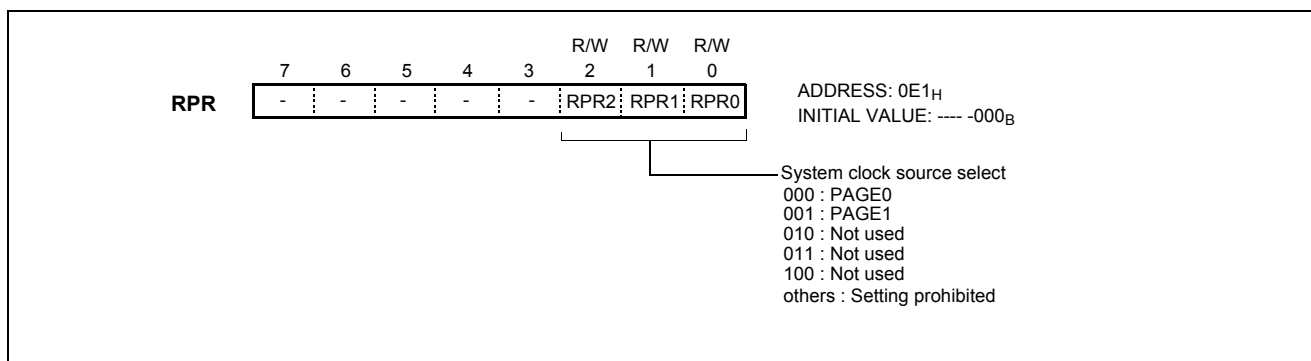 R/W R/W R/W
7 6 5 4 3 2 1 0
RPR - - - - - RPR2 RPR1 RPR0
ADDRESS: 0E1H
INITIAL VALUE: ---- -000B
System clock source select
000 : PAGE0
001 : PAGE1
010 : Not used
011 : Not used
100 : Not used
others : Setting prohibited